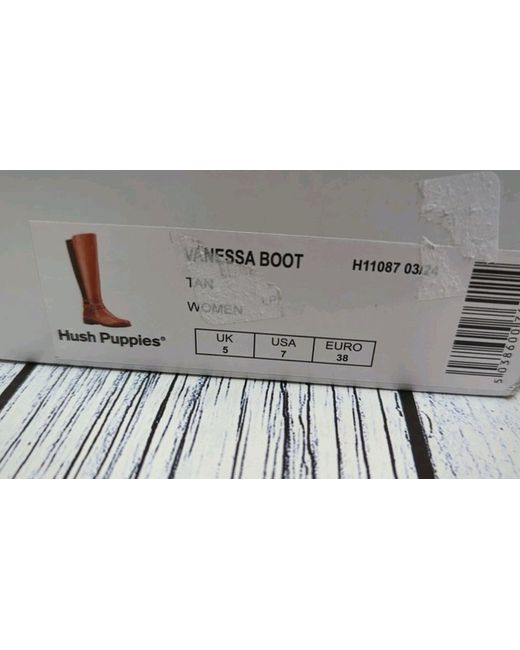 VANESSA BOOT
H11087 03/24
TAN
WOMEN
Hush Puppies®
UK 5
USA 7
EURO 38